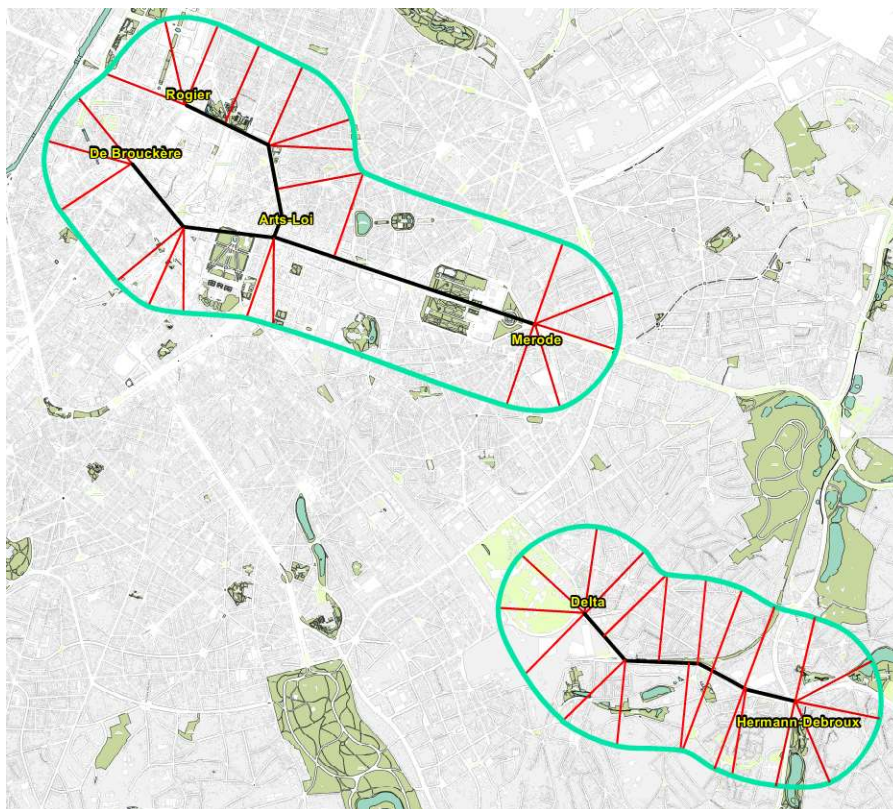 Rogier
De Brouckère
Arts-Loi
Merode
Delta
Hermann-Debroux